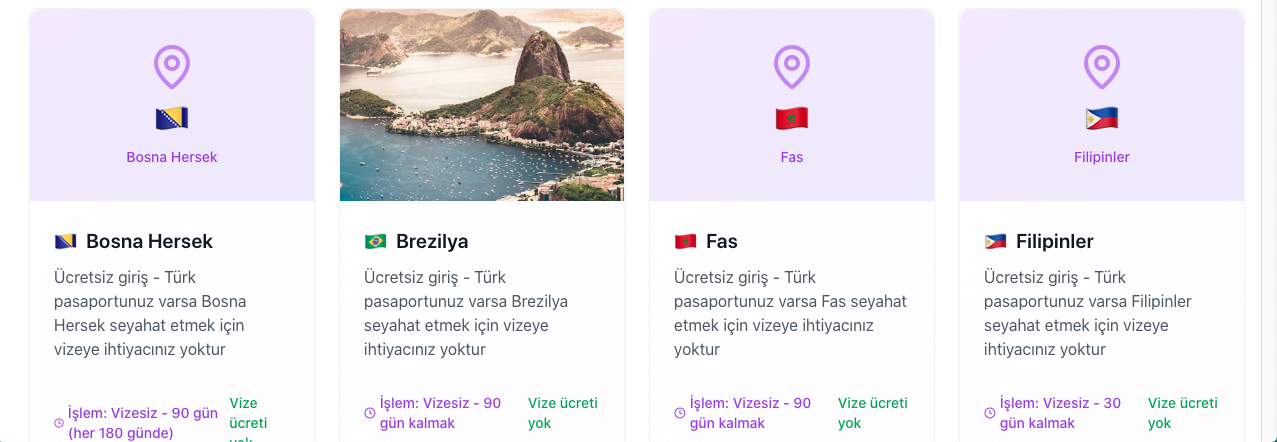 Bosna Hersek
Fas
Filipinler
Bosna Hersek
Ücretsiz giriş - Türk
pasaportunuz varsa Bosna
Hersek seyahat etmek için
vizeye ihtiyacınız yoktur
İşlem: Vizesiz - 90 gün
(her 180 günde)
Vize
ücreti
yok
Brezilya
Ücretsiz giriş - Türk
pasaportunuz varsa Brezilya
seyahat etmek için vizeye
ihtiyacınız yoktur
İşlem: Vizesiz - 90
gün kalmak
Vize ücreti
yok
Fas
Ücretsiz giriş - Türk
pasaportunuz varsa Fas seyahat
etmek için vizeye ihtiyacınız
yoktur
İşlem: Vizesiz - 90
gün kalmak
Vize ücreti
yok
Filipinler
Ücretsiz giriş - Türk
pasaportunuz varsa Filipinler
seyahat etmek için vizeye
ihtiyacınız yoktur
İşlem: Vizesiz - 30
gün kalmak
Vize ücreti
yok